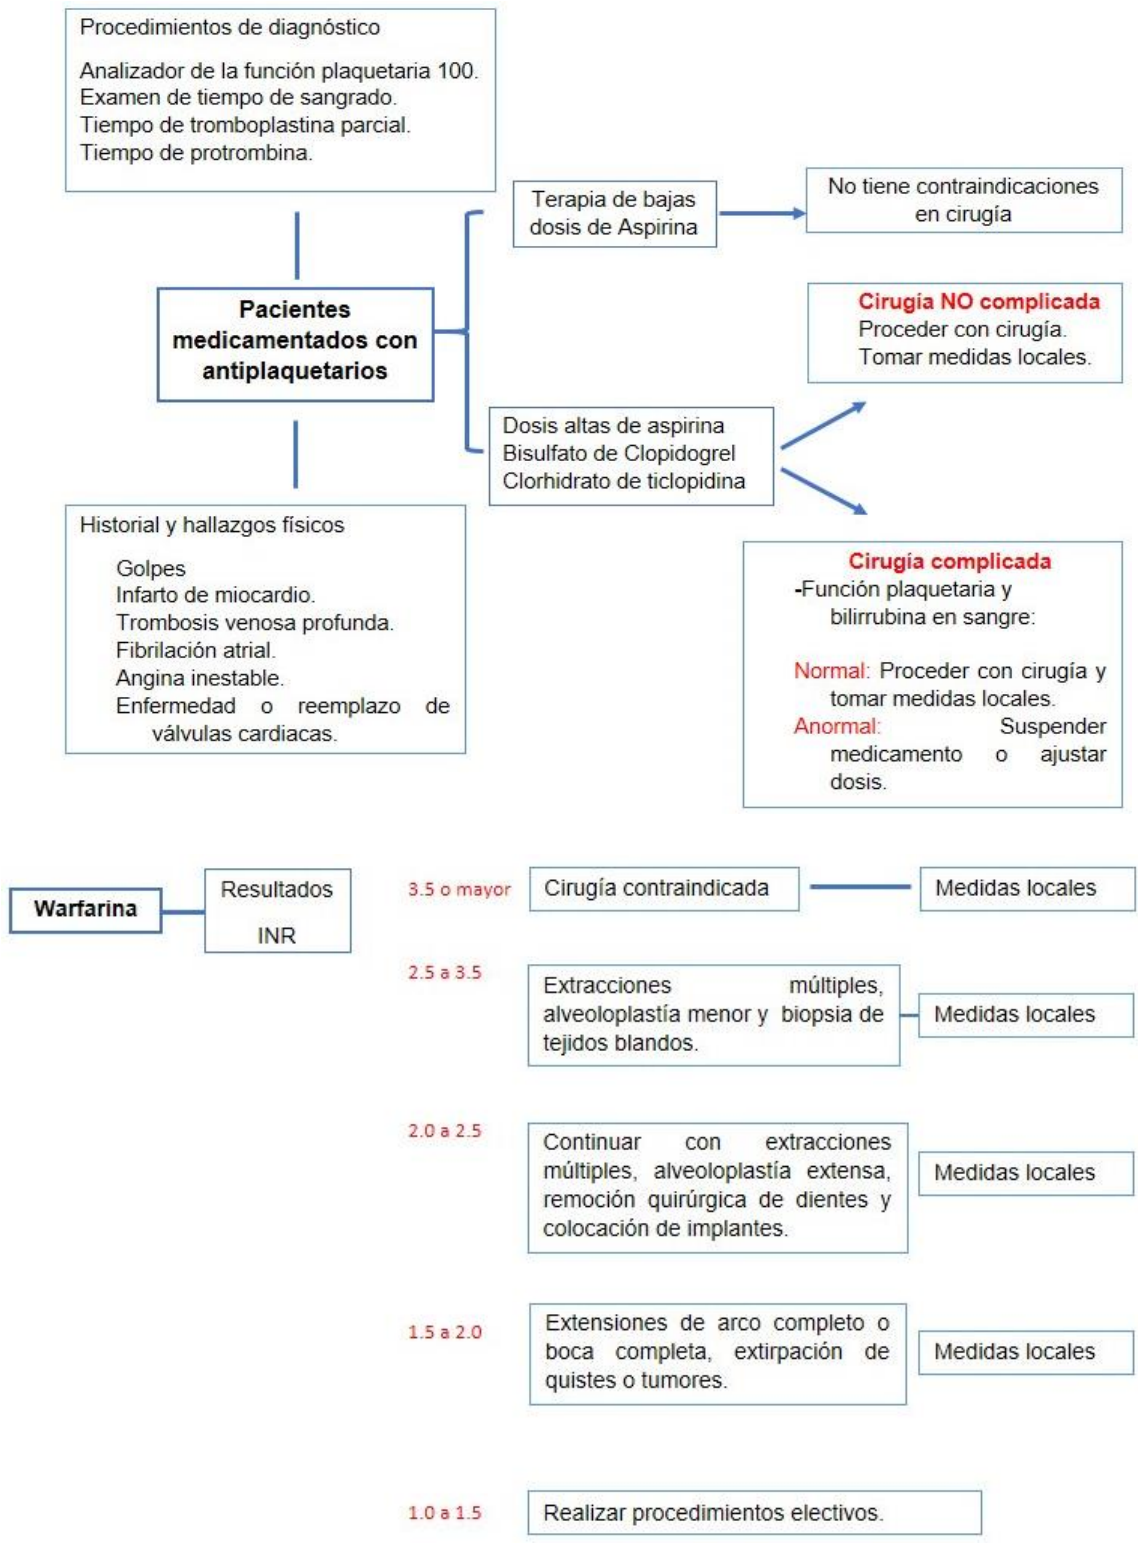 Procedimientos de diagnóstico
Analizador de la función plaquetaria 100.
Examen de tiempo de sangrado.
Tiempo de tromboplastina parcial.
Tiempo de protrombina.
Terapia de bajas
dosis de Aspirina
No tiene contraindicaciones
en cirugía
Pacientes
medicamentados con
antiplaquetarios
Cirugía NO complicada
Proceder con cirugía.
Tomar medidas locales.
Dosis altas de aspirina
Bisulfato de Clopidogrel
Clorhidrato de ticlopidina
Historial y hallazgos físicos
Golpes
Infarto de miocardio.
Trombosis venosa profunda.
Fibrilación atrial.
Angina inestable.
Enfermedad o reemplazo de
válvulas cardiacas.
Cirugía complicada
-Función plaquetaria y
bilirrubina en sangre:
Normal: Proceder con cirugía y
tomar medidas locales.
Anormal: Suspender
medicamento o ajustar
dosis.
Warfarina
Resultados
INR
3.5 o mayor
Cirugía contraindicada
Medidas locales
2.5 a 3.5
Extracciones múltiples,
alveoloplastía menor y biopsia de
tejidos blandos.
Medidas locales
2.0 a 2.5
Continuar con extracciones
múltiples, alveoloplastía extensa,
remoción quirúrgica de dientes y
colocación de implantes.
Medidas locales
1.5 a 2.0
Extensiones de arco completo o
boca completa, extirpación de
quistes o tumores.
Medidas locales
1.0 a 1.5
Realizar procedimientos electivos.